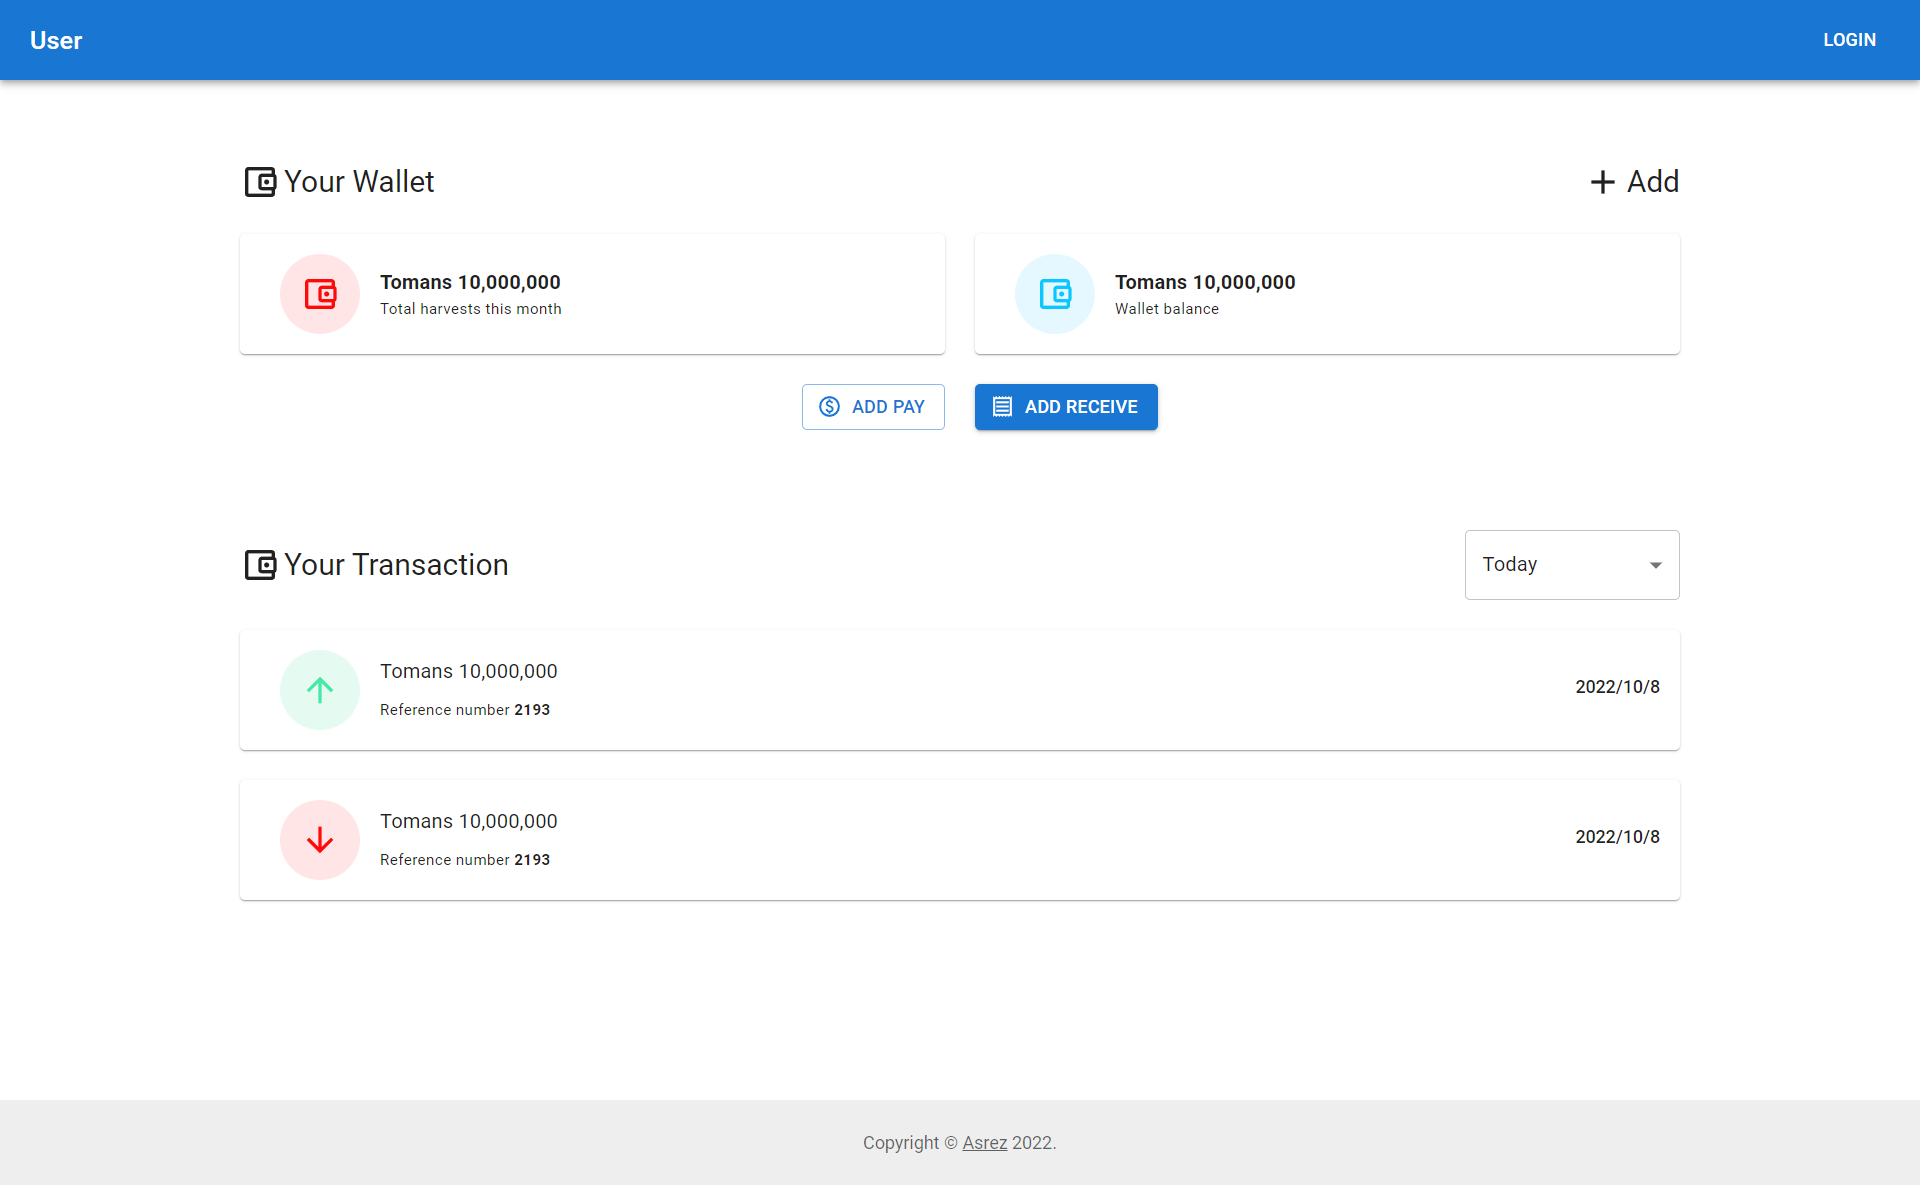 User
LOGIN
Your Wallet
Add
Tomans 10,000,000
Total harvests this month
Tomans 10,000,000
Wallet balance
ADD PAY
ADD RECEIVE
Your Transaction
Today
Tomans 10,000,000
Reference number 2193
2022/10/8
Tomans 10,000,000
Reference number 2193
2022/10/8
Copyright © Asrez 2022.